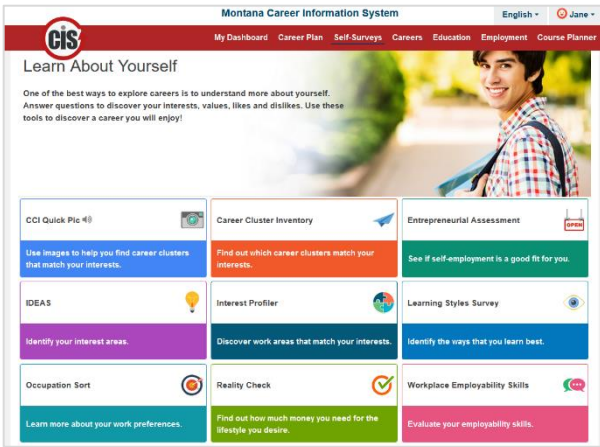 Montana Career Information System
English
Jane
CIS
My Dashboard Career Plan Self-Surveys Careers Education Employment Course Planner
Learn About Yourself
One of the best ways to explore careers is to
understand more about yourself.
Answer questions to discover your interests,
values, likes and dislikes. Use these
tools to discover a career you will enjoy!
CCI Quick Pic
Use images to help you find career clusters
that match your interests.
Career Cluster Inventory
Find out which career clusters match your
interests.
Entrepreneurial Assessment
OPEN
See if self-employment is a good fit for you.
IDEAS
Identify your interest areas.
Interest Profiler
Discover work areas that match your interests.
Learning Styles Survey
Identify the ways that you learn best.
Occupation Sort
Learn more about your work preferences.
Reality Check
Find out how much money you need for the
lifestyle you desire.
Workplace Employability Skills
Evaluate your employability skills.